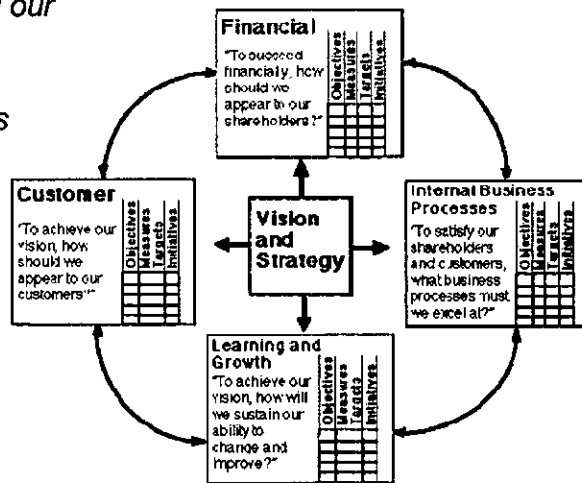 our
s
Financial
"To succeed
financially, how
should we
appear to our
shareholders?"
Objectives
Measures
Targets
Initiatives
Customer
"To achieve our
vision, how
should we
appear to our
customers?"
Objectives
Measures
Targets
Initiatives
Vision
and
Strategy
Internal Business
Processes
"To satisfy our
shareholders
and customers,
what business
processes must
we excel at?"
Objectives
Measures
Targets
Initiatives
Learning and
Growth
"To achieve our
vision, how will
we sustain our
ability to
change and
improve?"
Objectives
Measures
Targets
Initiatives